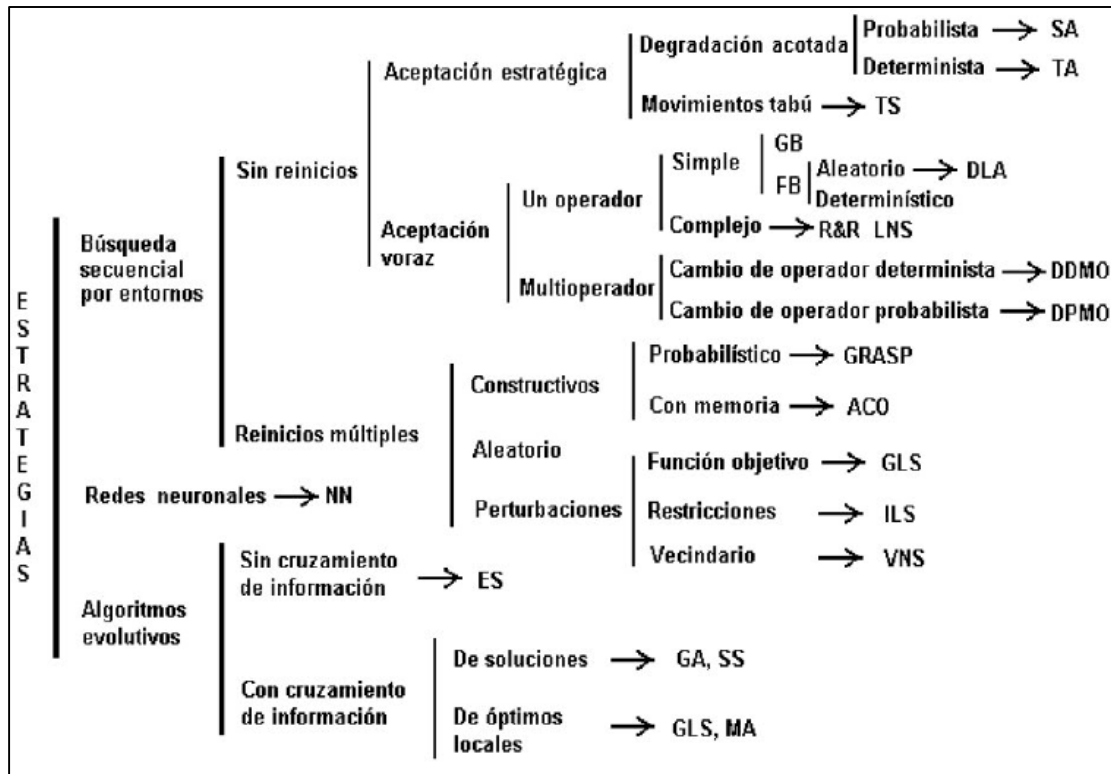 ESTRATEGIAS
Búsqueda
secuencial
por entornos
Sin reinicios
Aceptación estratégica
Degradación acotada
Probabilista → SA
Determinista → TA
Movimientos tabú → TS
Aceptación
voraz
Un operador
Simple
GB
FB
Aleatorio → DLA
Determinístico
Complejo → R&R LNS
Multioperador
Cambio de operador determinista → DDMO
Cambio de operador probabilista → DPMO
Reinicios múltiples
Constructivos
Probabilístico → GRASP
Con memoria → ACO
Aleatorio
Perturbaciones
Función objetivo → GLS
Restricciones → ILS
Vecindario → VNS
Redes neuronales → NN
Algoritmos
evolutivos
Sin cruzamiento
de información → ES
Con cruzamiento
de información
De soluciones → GA, SS
De óptimos
locales → GLS, MA